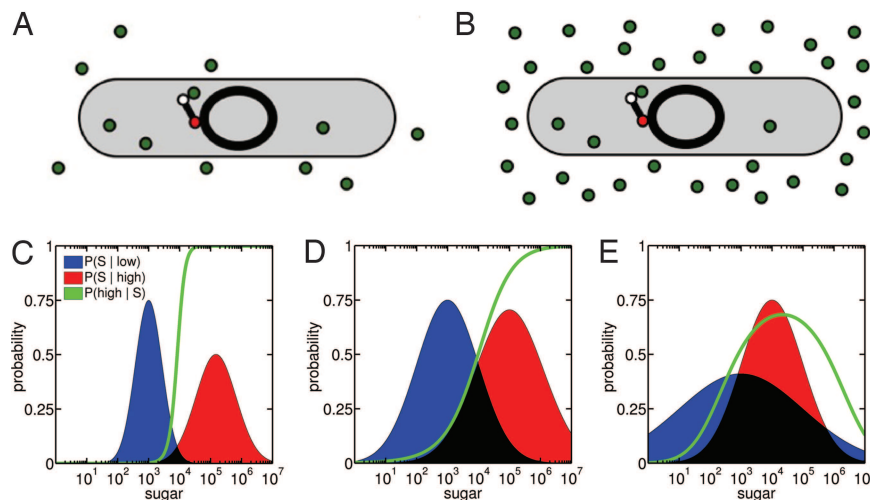 A
B
C
D
E
P(S | low)
P(S | high)
P(high | S)
1
0.75
0.5
0.25
0
probability
10¹ 10² 10³ 10⁴ 10⁵ 10⁶ 10⁷
sugar
1
0.75
0.5
0.25
0
probability
10¹ 10² 10³ 10⁴ 10⁵ 10⁶ 10⁷
sugar
1
0.75
0.5
0.25
0
probability
10¹ 10² 10³ 10⁴ 10⁵ 10⁶
sugar